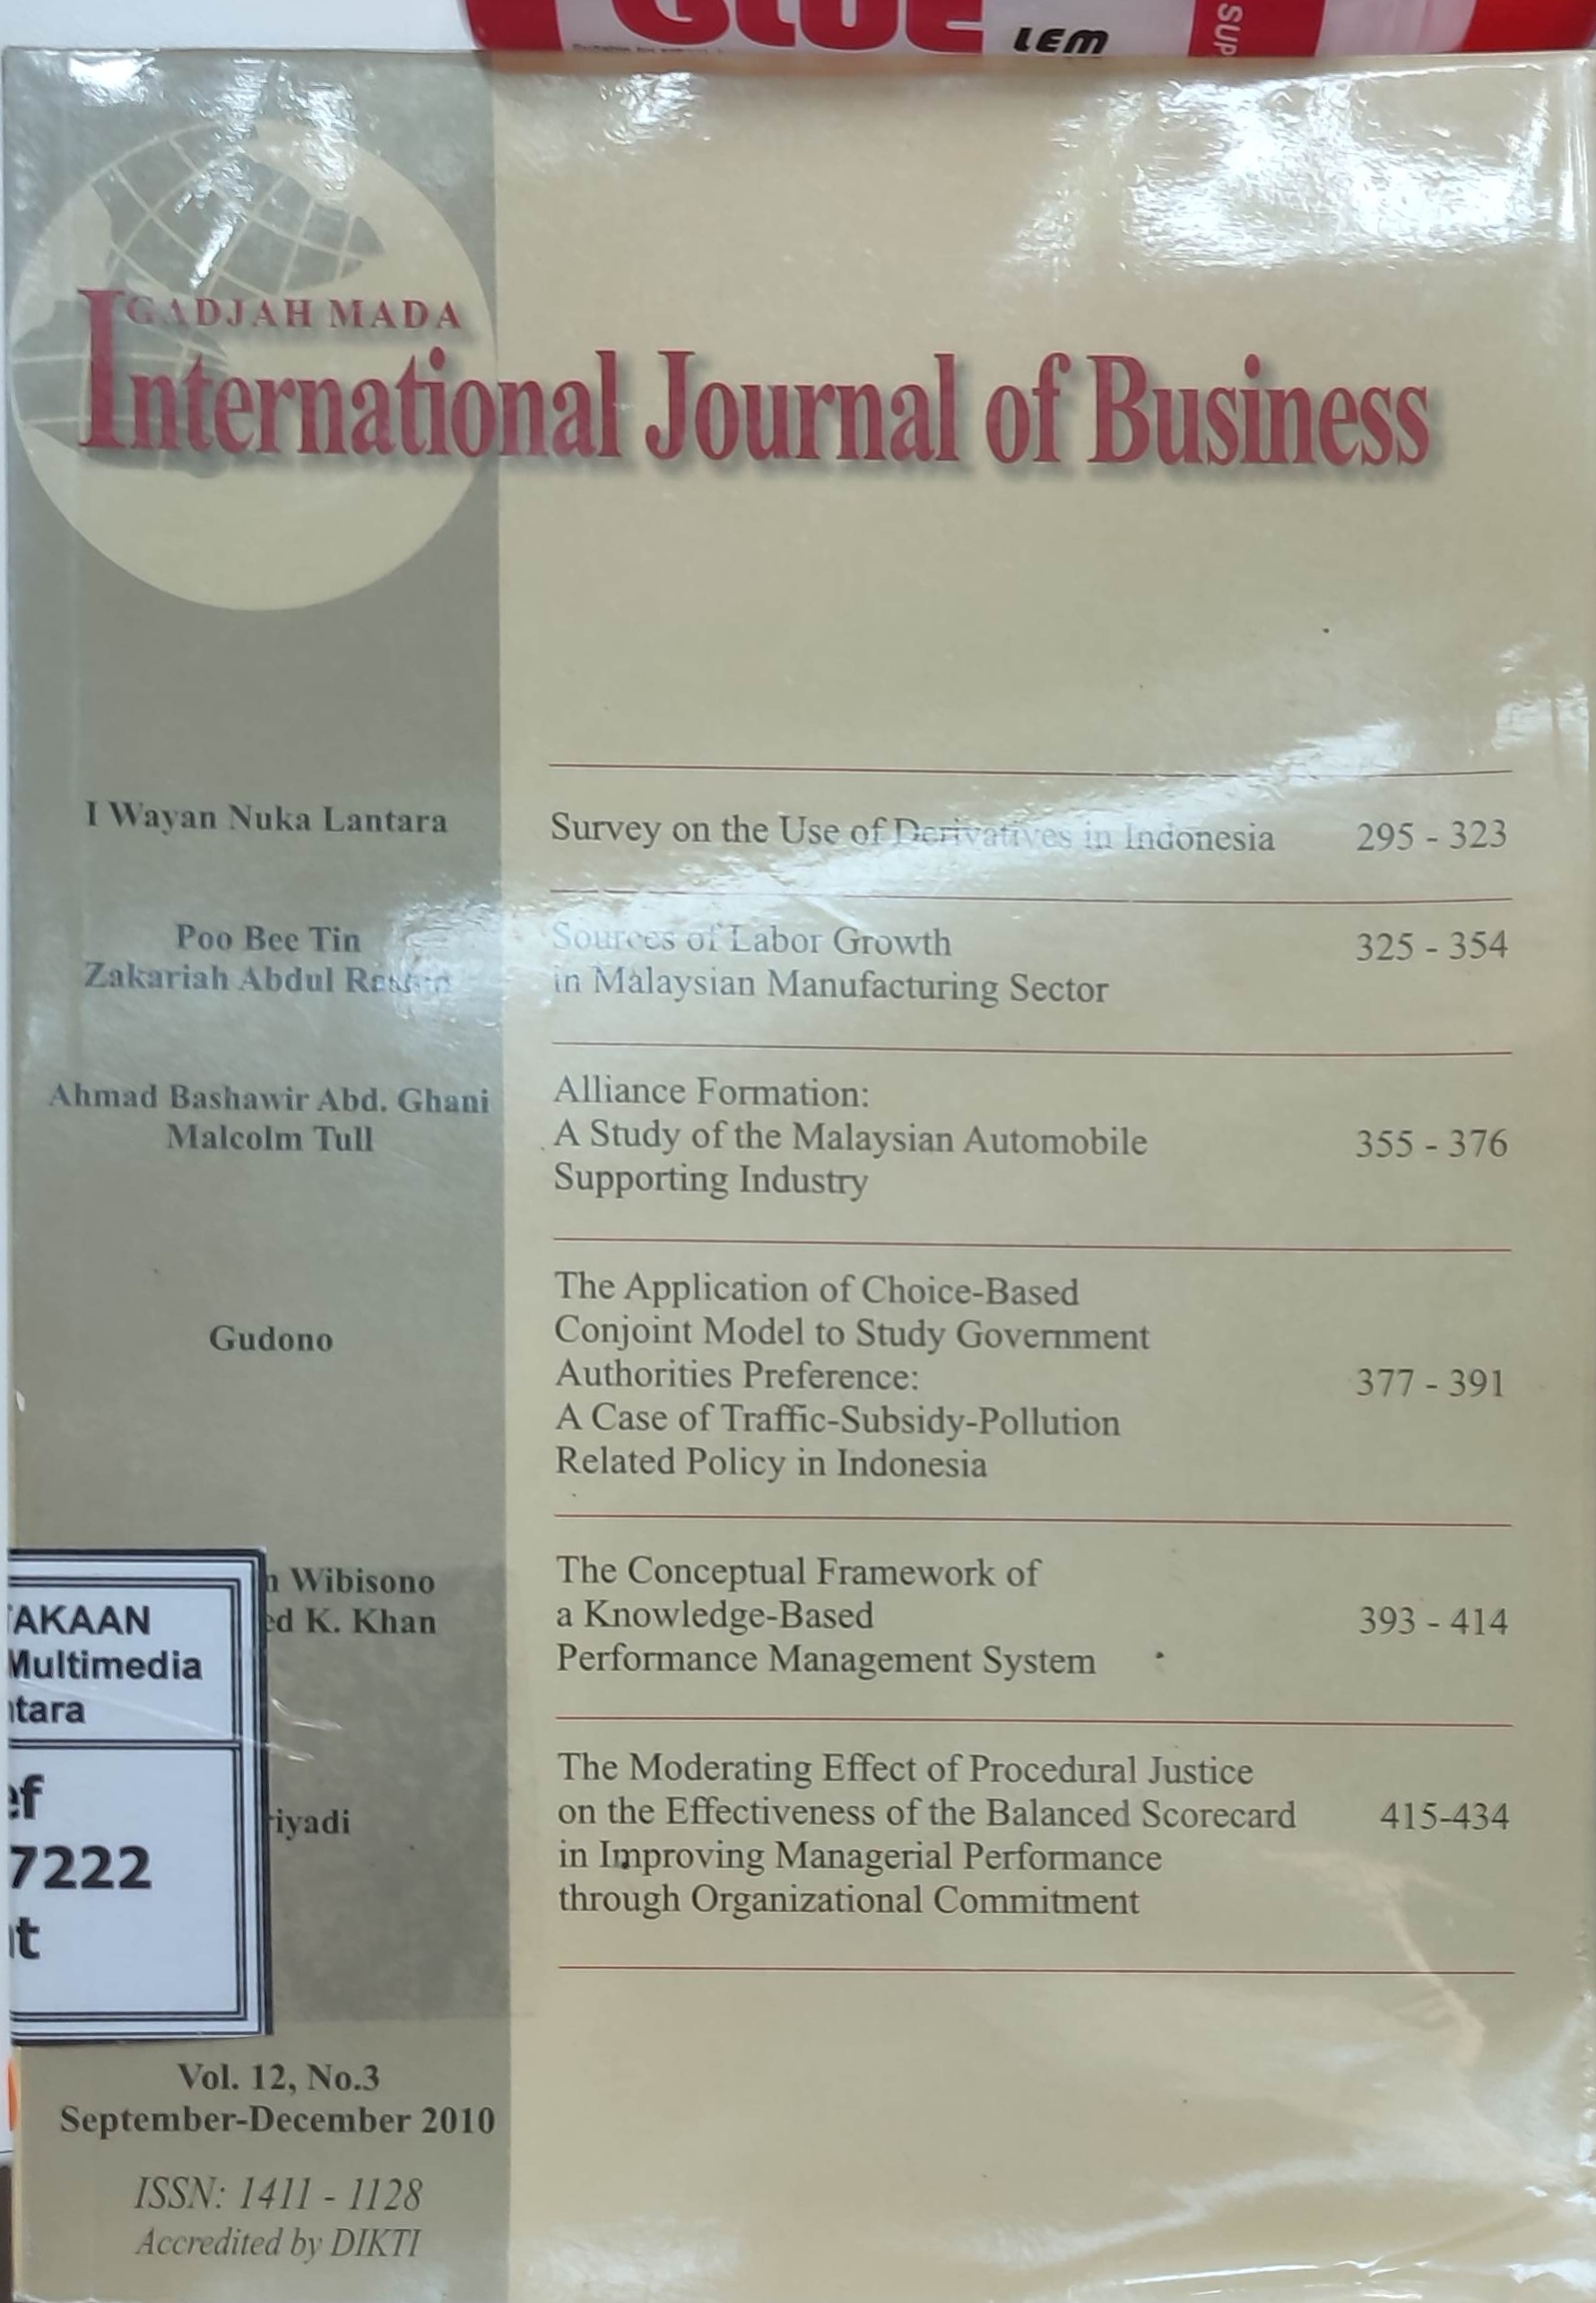 GLUE
LEM
SUP
GADJAH MADA
International Journal of Business
I Wayan Nuka Lantara
Survey on the Use of Derivatives in Indonesia
295 - 323
Poo Bee Tin
Zakariah Abdul
Sources of Labor Growth
in Malaysian Manufacturing Sector
325 - 354
Ahmad Bashawir Abd. Ghani
Malcolm Tull
Alliance Formation:
A Study of the Malaysian Automobile
Supporting Industry
355 - 376
Gudono
The Application of Choice-Based
Conjoint Model to Study Government
Authorities Preference:
A Case of Traffic-Subsidy-Pollution
Related Policy in Indonesia
377 - 391
n Wibisono
ed K. Khan
The Conceptual Framework of
a Knowledge-Based
Performance Management System
393 - 414
riyadi
The Moderating Effect of Procedural Justice
on the Effectiveness of the Balanced Scorecard
in Improving Managerial Performance
through Organizational Commitment
415-434
AKAAN
Multimedia
ntara
ef
7222
t
Vol. 12, No.3
September-December 2010
ISSN: 1411 - 1128
Accredited by DIKTI